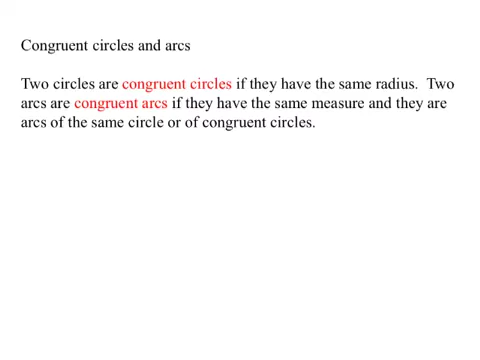 Congruent circles and arcs
Two circles are congruent circles if they have the same radius. Two
arcs are congruent arcs if they have the same measure and they are
arcs of the same circle or of congruent circles.